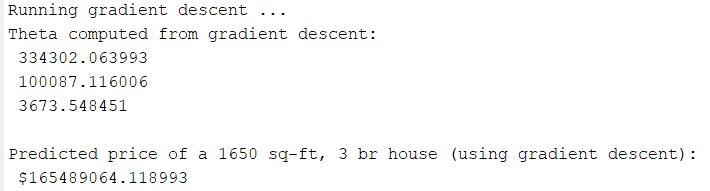 Running gradient descent ...
Theta computed from gradient descent:
334302.063993
100087.116006
3673.548451
Predicted price of a 1650 sq-ft, 3 br house (using gradient descent):
$165489064.118993